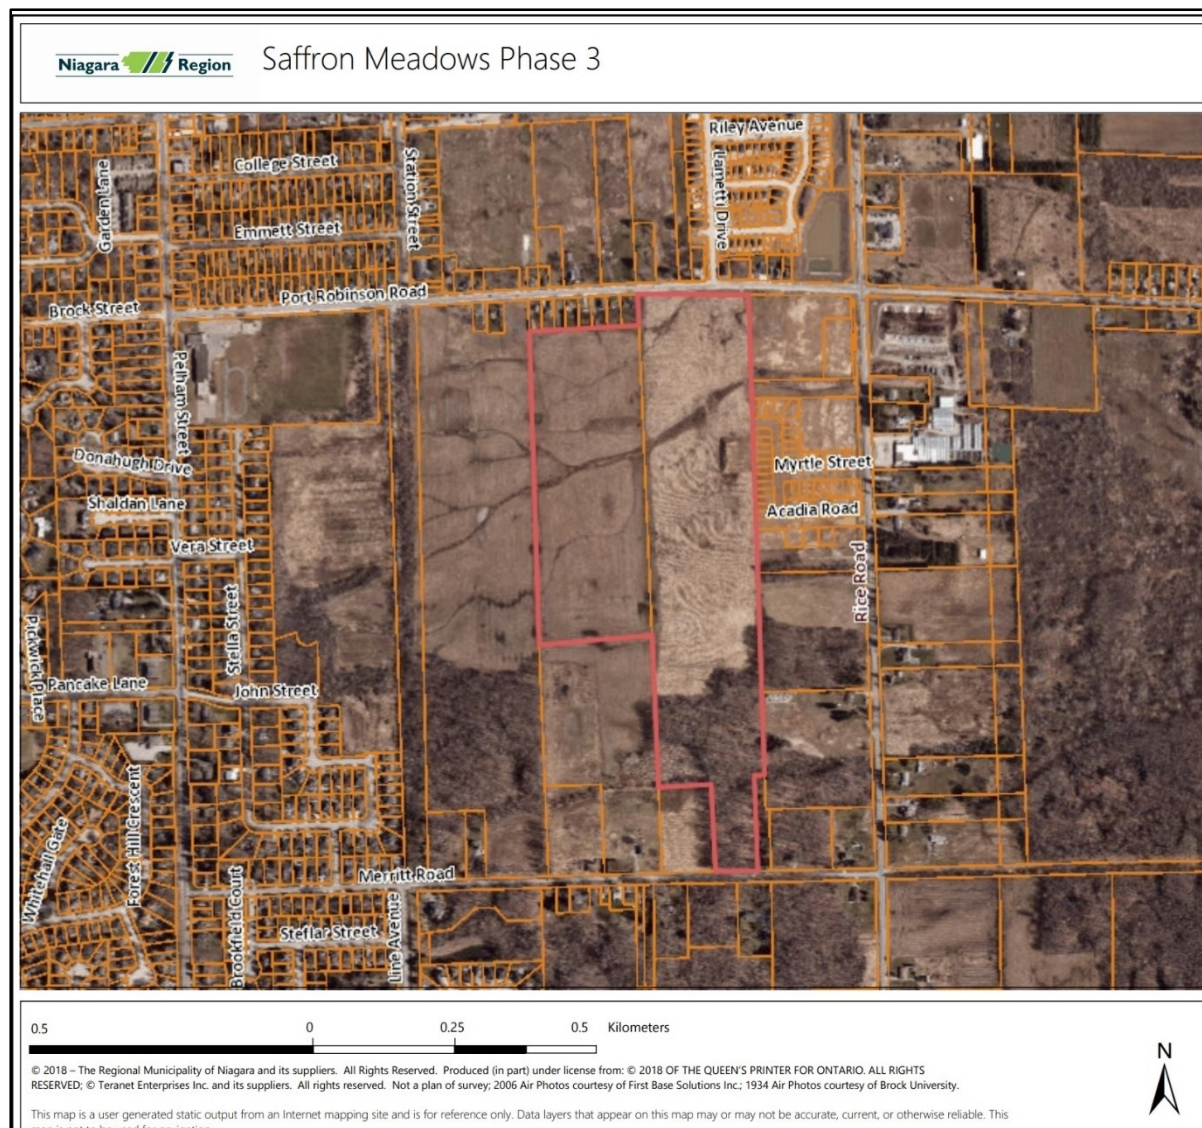 Niagara Region
Saffron Meadows Phase 3
Riley Avenue
College Street
Station Street
Garden Lane
Lametti Drive
Emmett Street
Port Robinson Road
Brock Street
Pelham Street
Donahugh Drive
Myrtle Street
Shaldan Lane
Acadia Road
Vera Street
Rice Road
Stella Street
Pickwick Place
Pancake Lane
John Street
Forest Hill Crescent
Whitehall Gate
Merritt Road
Brookfield Court
Line Avenue
Steflar Street
0.5 0 0.25 0.5 Kilometers
N
© 2018 – The Regional Municipality of Niagara and its suppliers. All Rights Reserved. Produced (in part) under license from: © 2018 OF THE QUEEN'S PRINTER FOR ONTARIO. ALL RIGHTS
RESERVED; © Teranet Enterprises Inc. and its suppliers. All rights reserved. Not a plan of survey; 2006 Air Photos courtesy of First Base Solutions Inc.; 1934 Air Photos courtesy of Brock University.
This map is a user generated static output from an Internet mapping site and is for reference only. Data layers that appear on this map may or may not be accurate, current, or otherwise reliable. This